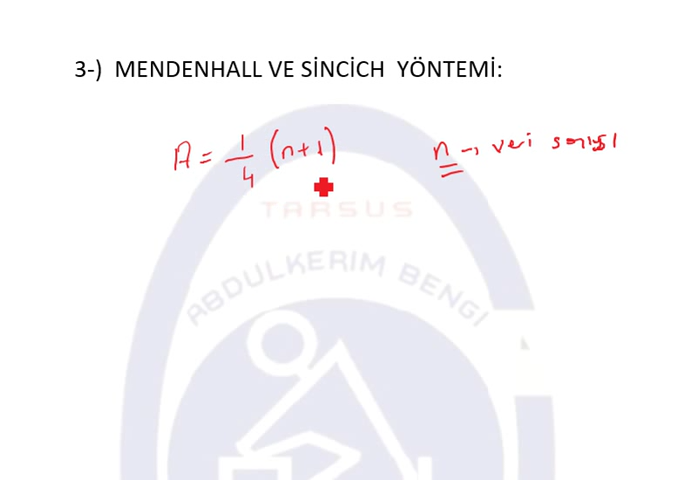 3-) MENDENHALL VE SİNCİCH YÖNTEMİ:
A = 1/4 (n+1)
n → veri sayısı
TARSUS
ABDULKERIM BENGI